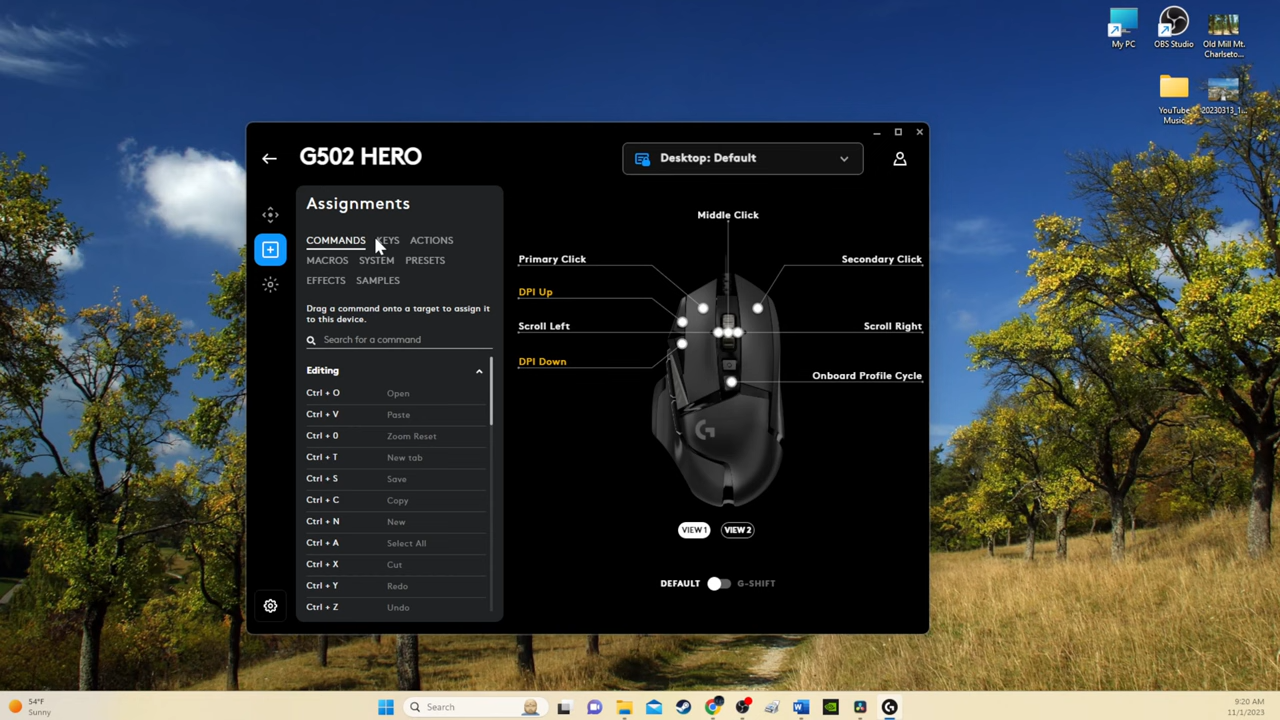 My PC
OBS Studio
Old Mill Mt.
Charlseto...
YouTube
Music
20230313_1...
G502 HERO
Desktop: Default
Assignments
COMMANDS
KEYS
ACTIONS
MACROS
SYSTEM
PRESETS
EFFECTS
SAMPLES
Drag a command onto a target to assign it
to this device.
Search for a command
Editing
Ctrl + O Open
Ctrl + V Paste
Ctrl + 0 Zoom Reset
Ctrl + T New tab
Ctrl + S Save
Ctrl + C Copy
Ctrl + N New
Ctrl + A Select All
Ctrl + X Cut
Ctrl + Y Redo
Ctrl + Z Undo
Middle Click
Primary Click
Secondary Click
DPI Up
Scroll Left
Scroll Right
DPI Down
Onboard Profile Cycle
VIEW 1
VIEW 2
DEFAULT
G-SHIFT
54°F
Sunny
Search
9:20 AM
11/1/2023